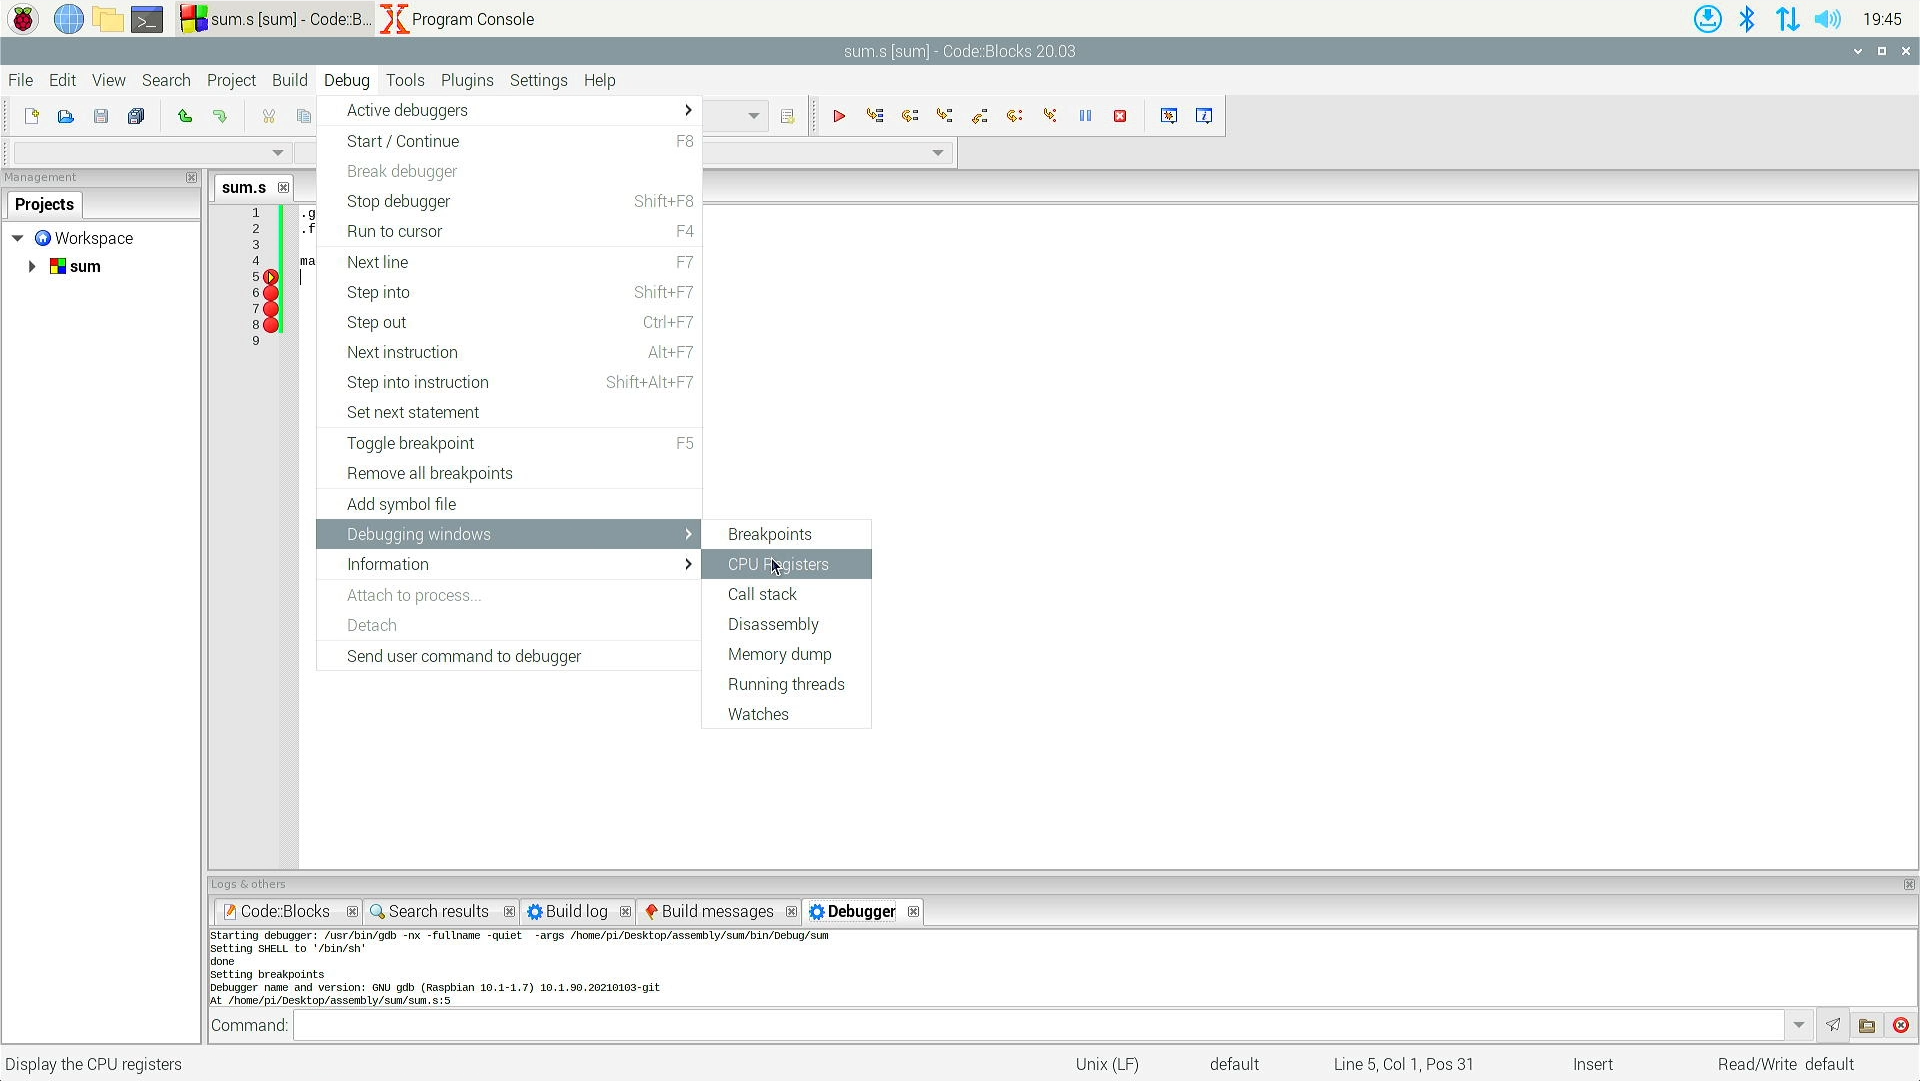 sum.s [sum] - Code::B...
Program Console
19:45
sum.s [sum] - Code::Blocks 20.03
File Edit View Search Project Build Debug Tools Plugins Settings Help
Active debuggers
Start / Continue F8
Break debugger
Stop debugger Shift+F8
Run to cursor F4
Next line F7
Step into Shift+F7
Step out Ctrl+F7
Next instruction Alt+F7
Step into instruction Shift+Alt+F7
Set next statement
Toggle breakpoint F5
Remove all breakpoints
Add symbol file
Debugging windows
Information
Attach to process...
Detach
Send user command to debugger
Breakpoints
CPU Registers
Call stack
Disassembly
Memory dump
Running threads
Watches
Management
Projects
Workspace
sum
sum.s
1 .g
2 .f
3
4 ma
5
6
7
8
9
Logs & others
Code::Blocks Search results Build log Build messages Debugger
Starting debugger: /usr/bin/gdb -nx -fullname -quiet  -args /home/pi/Desktop/assembly/sum/bin/Debug/sum
Setting SHELL to '/bin/sh'
done
Setting breakpoints
Debugger name and version: GNU gdb (Raspbian 10.1-1.7) 10.1.90.20210103-git
At /home/pi/Desktop/assembly/sum/sum.s:5
Command:
Display the CPU registers
Unix (LF)
default
Line 5, Col 1, Pos 31
Insert
Read/Write default